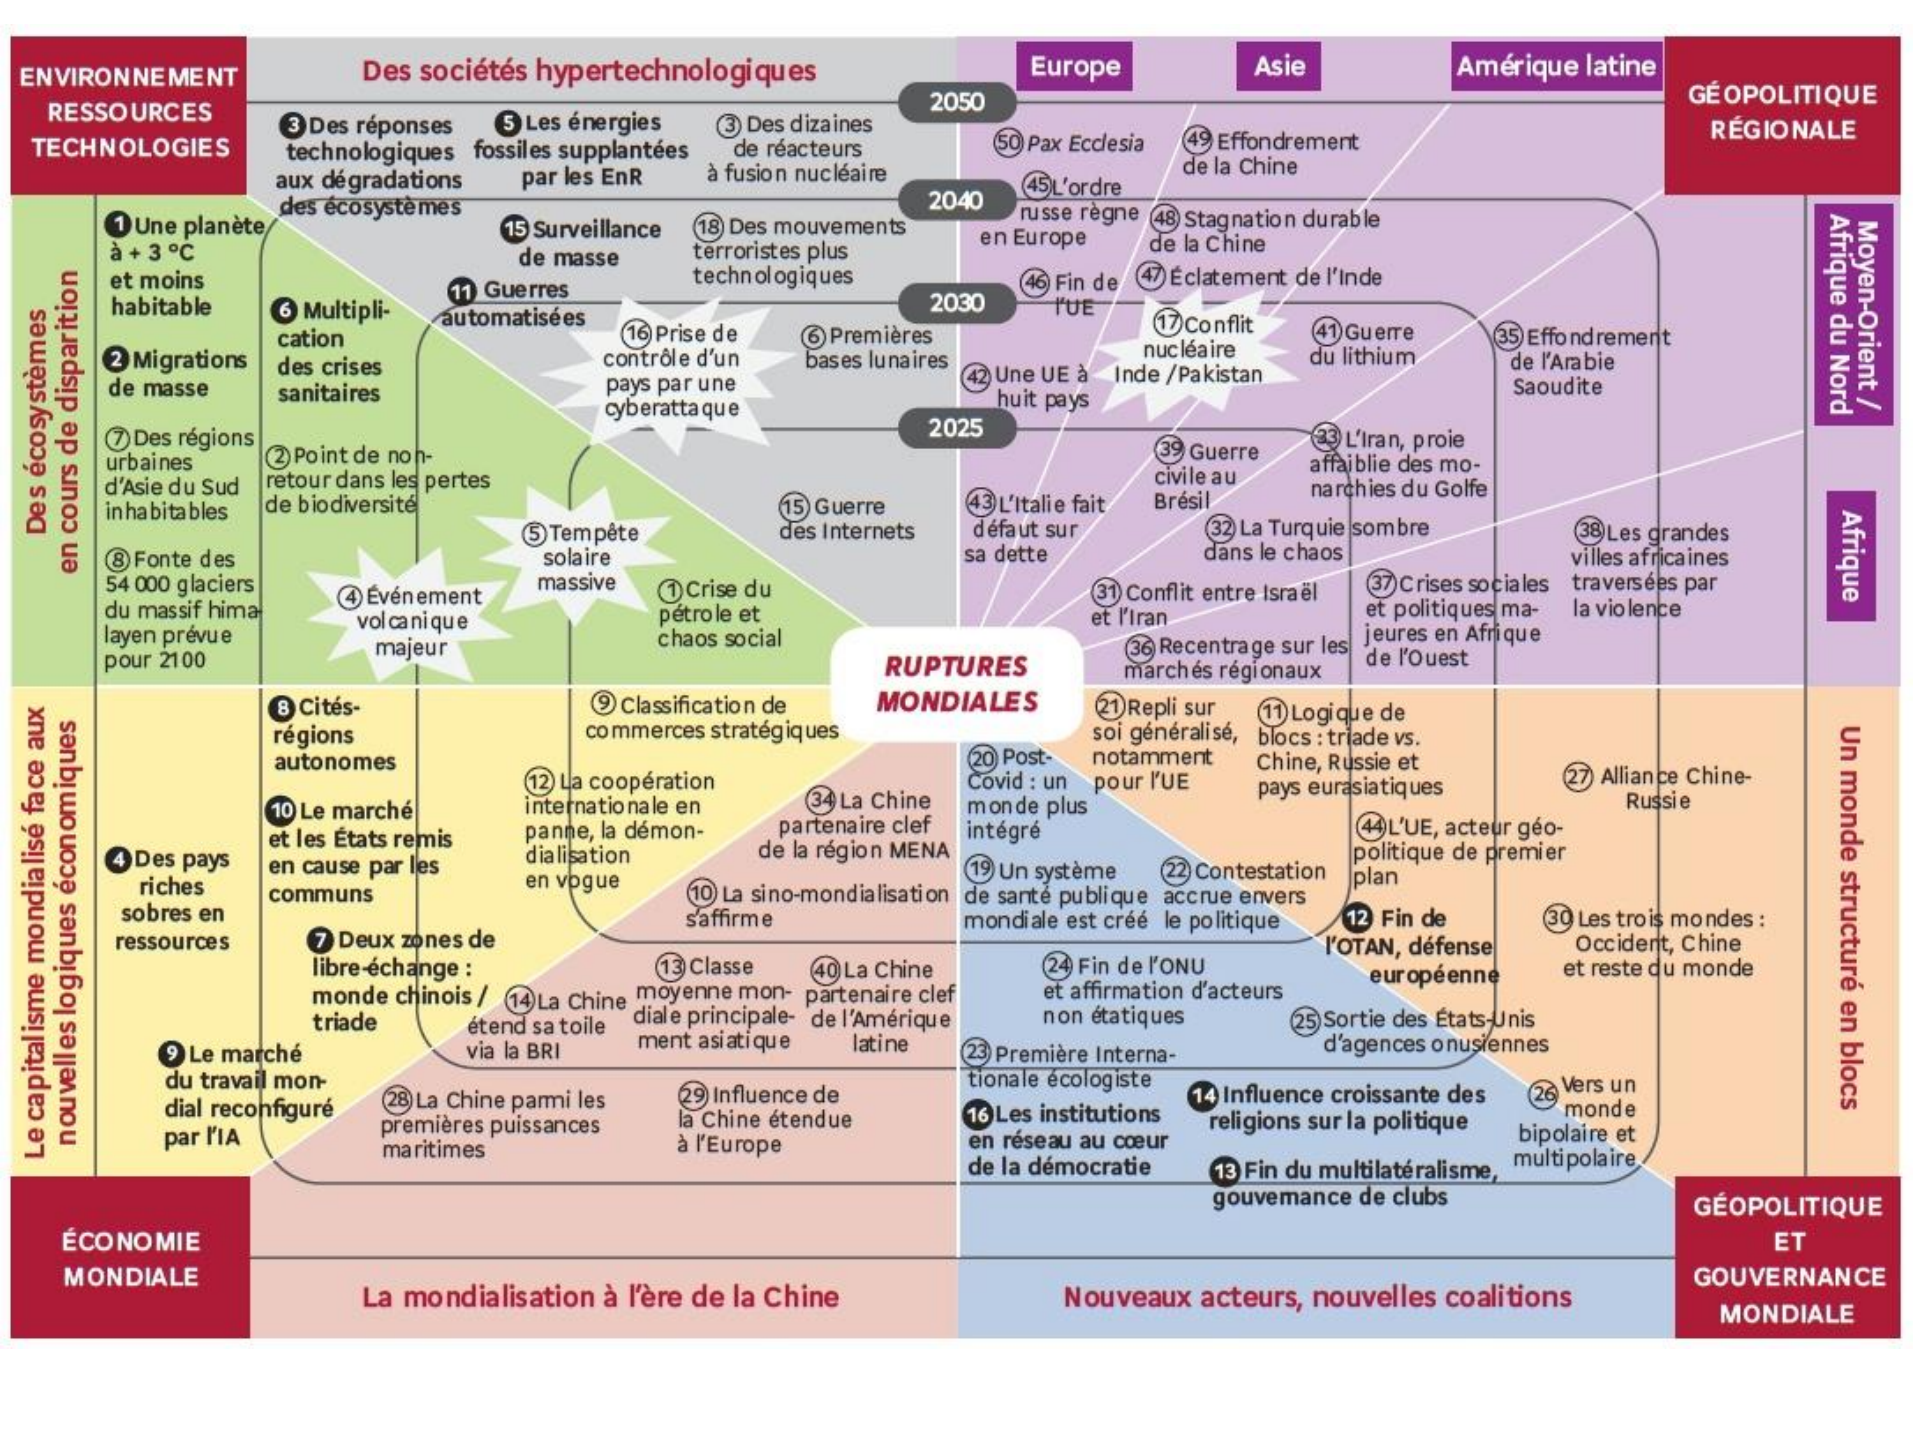 ENVIRONNEMENT
RESSOURCES
TECHNOLOGIES
Des sociétés hypertechnologiques
Europe
Asie
Amérique latine
GÉOPOLITIQUE
RÉGIONALE
2050
2040
2030
2025
❸ Des réponses
technologiques
aux dégradations
des écosystèmes
❺ Les énergies
fossiles supplantées
par les EnR
③ Des dizaines
de réacteurs
à fusion nucléaire
⓯ Surveillance
de masse
⑱ Des mouvements
terroristes plus
technologiques
⓫ Guerres
automatisées
⑯ Prise de
contrôle d'un
pays par une
cyberattaque
⑥ Premières
bases lunaires
⑮ Guerre
des Internets
Des écosystèmes
en cours de disparition
❶ Une planète
à + 3 °C
et moins
habitable
❷ Migrations
de masse
⑦ Des régions
urbaines
d'Asie du Sud
inhabitables
⑧ Fonte des
54 000 glaciers
du massif hima-
layen prévue
pour 2100
❻ Multipli-
cation
des crises
sanitaires
② Point de non-
retour dans les pertes
de biodiversité
④ Événement
volcanique
majeur
⑤ Tempête
solaire
massive
① Crise du
pétrole et
chaos social
㊿ Pax Ecclesia
㊾ Effondrement
de la Chine
㊺ L'ordre
russe règne
en Europe
㊽ Stagnation durable
de la Chine
㊻ Fin de
l'UE
㊼ Éclatement de l'Inde
⑰ Conflit
nucléaire
Inde /Pakistan
㊶ Guerre
du lithium
㉟ Effondrement
de l'Arabie
Saoudite
㊷ Une UE à
huit pays
㊴ Guerre
civile au
Brésil
㉝ L'Iran, proie
affaiblie des mo-
narchies du Golfe
㊸ L'Italie fait
défaut sur
sa dette
㉜ La Turquie sombre
dans le chaos
㊳ Les grandes
villes africaines
traversées par
la violence
㉛ Conflit entre Israël
et l'Iran
㊲ Crises sociales
et politiques ma-
jeures en Afrique
de l'Ouest
㊱ Recentrage sur les
marchés régionaux
Moyen-Orient /
Afrique du Nord
Afrique
RUPTURES
MONDIALES
Le capitalisme mondialisé face aux
nouvelles logiques économiques
❽ Cités-
régions
autonomes
❿ Le marché
et les États remis
en cause par les
communs
❹ Des pays
riches
sobres en
ressources
❼ Deux zones de
libre-échange :
monde chinois /
triade
❾ Le marché
du travail mon-
dial reconfiguré
par l'IA
⑨ Classification de
commerces stratégiques
⑫ La coopération
internationale en
panne, la démon-
dialisation
en vogue
㉞ La Chine
partenaire clef
de la région MENA
⑩ La sino-mondialisation
s'affirme
⑬ Classe
moyenne mon-
diale principale-
ment asiatique
㊵ La Chine
partenaire clef
de l'Amérique
latine
⑭ La Chine
étend sa toile
via la BRI
㉘ La Chine parmi les
premières puissances
maritimes
㉙ Influence de
la Chine étendue
à l'Europe
⑳ Post-
Covid : un
monde plus
intégré
㉑ Repli sur
soi généralisé,
notamment
pour l'UE
⑪ Logique de
blocs : triade vs.
Chine, Russie et
pays eurasiatiques
㉗ Alliance Chine-
Russie
㊹ L'UE, acteur géo-
politique de premier
plan
⑲ Un système
de santé publique
mondiale est créé
㉒ Contestation
accrue envers
le politique
⓬ Fin de
l'OTAN, défense
européenne
㉚ Les trois mondes :
Occident, Chine
et reste du monde
㉔ Fin de l'ONU
et affirmation d'acteurs
non étatiques
㉕ Sortie des États-Unis
d'agences onusiennes
㉓ Première Interna-
tionale écologiste
⓰ Les institutions
en réseau au cœur
de la démocratie
⓮ Influence croissante des
religions sur la politique
⓭ Fin du multilatéralisme,
gouvernance de clubs
㉖ Vers un
monde
bipolaire et
multipolaire
Un monde structuré en blocs
ÉCONOMIE
MONDIALE
La mondialisation à l'ère de la Chine
Nouveaux acteurs, nouvelles coalitions
GÉOPOLITIQUE
ET
GOUVERNANCE
MONDIALE